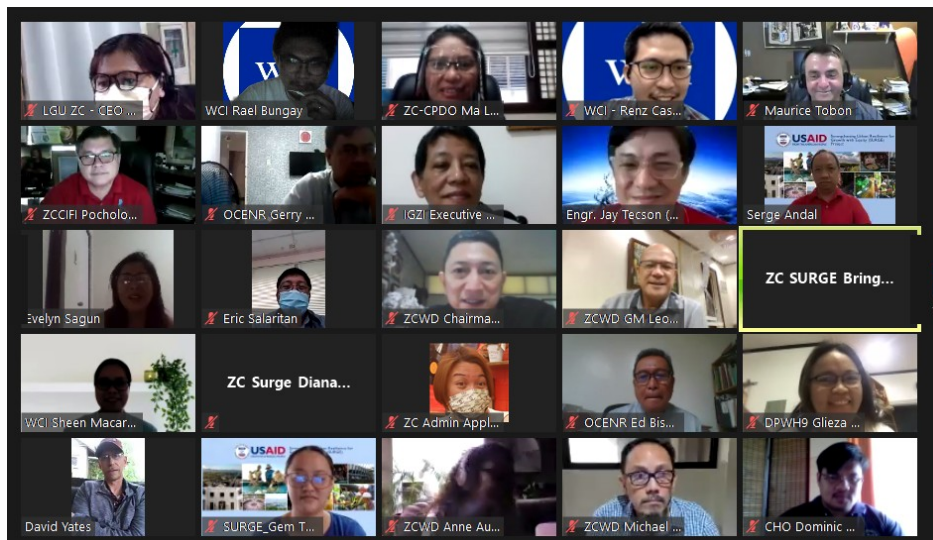 LGU ZC - CEO ...
WCI Rael Bungay
ZC-CPDO Ma L...
WCI - Renz Cas...
Maurice Tobon
ZCCIFI Pocholo...
OCENR Gerry ...
IGZI Executive ...
Engr. Jay Tecson (...
USAID
Serge Andal
Evelyn Sagun
Eric Salaritan
ZCWD Chairma...
ZCWD GM Leo...
ZC SURGE Bring...
WCI Sheen Macar...
ZC Surge Diana...
ZC Admin Appl...
OCENR Ed Bis...
DPWH9 Glieza ...
David Yates
USAID
SURGE_Gem T...
ZCWD Anne Au...
ZCWD Michael ...
CHO Dominic ...